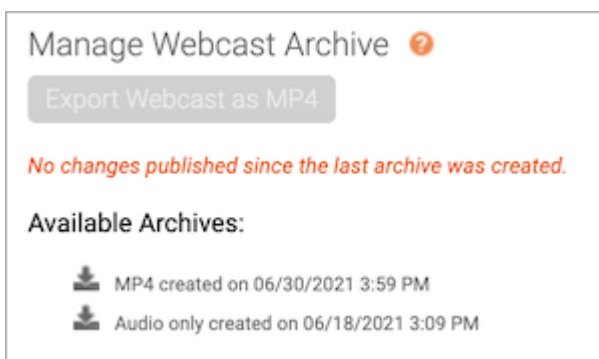 Manage Webcast Archive ?
Export Webcast as MP4
No changes published since the last archive was created.
Available Archives:
MP4 created on 06/30/2021 3:59 PM
Audio only created on 06/18/2021 3:09 PM